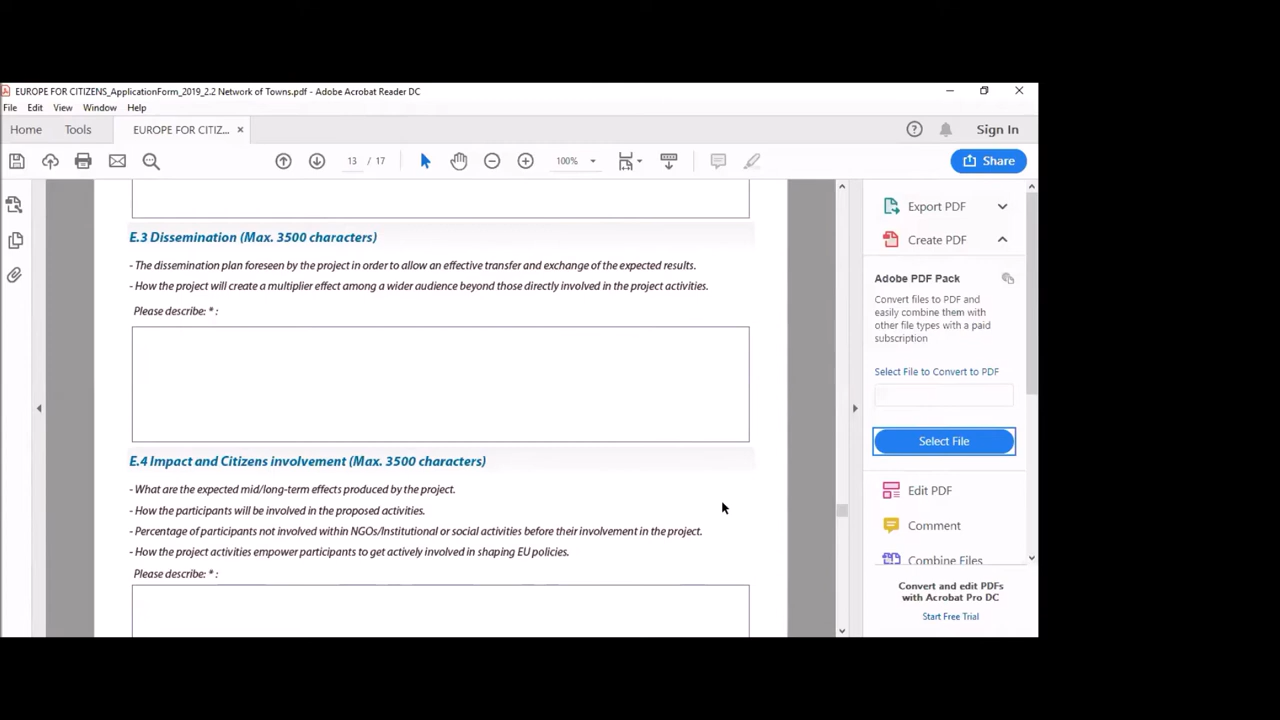 EUROPE FOR CITIZENS_ApplicationForm_2019_2.2 Network of Towns.pdf - Adobe Acrobat Reader DC
File Edit View Window Help
Home Tools EUROPE FOR CITIZ... × Sign In
13 / 17 100% Share
Export PDF
E.3 Dissemination (Max. 3500 characters)
Create PDF
- The dissemination plan foreseen by the project in order to allow an effective transfer and exchange of the expected results.
- How the project will create a multiplier effect among a wider audience beyond those directly involved in the project activities.
Please describe: * :
Adobe PDF Pack
Convert files to PDF and
easily combine them with
other file types with a paid
subscription
Select File to Convert to PDF
Select File
E.4 Impact and Citizens involvement (Max. 3500 characters)
- What are the expected mid/long-term effects produced by the project.
- How the participants will be involved in the proposed activities.
- Percentage of participants not involved within NGOs/Institutional or social activities before their involvement in the project.
- How the project activities empower participants to get actively involved in shaping EU policies.
Please describe: * :
Edit PDF
Comment
Combine Files
Convert and edit PDFs
with Acrobat Pro DC
Start Free Trial